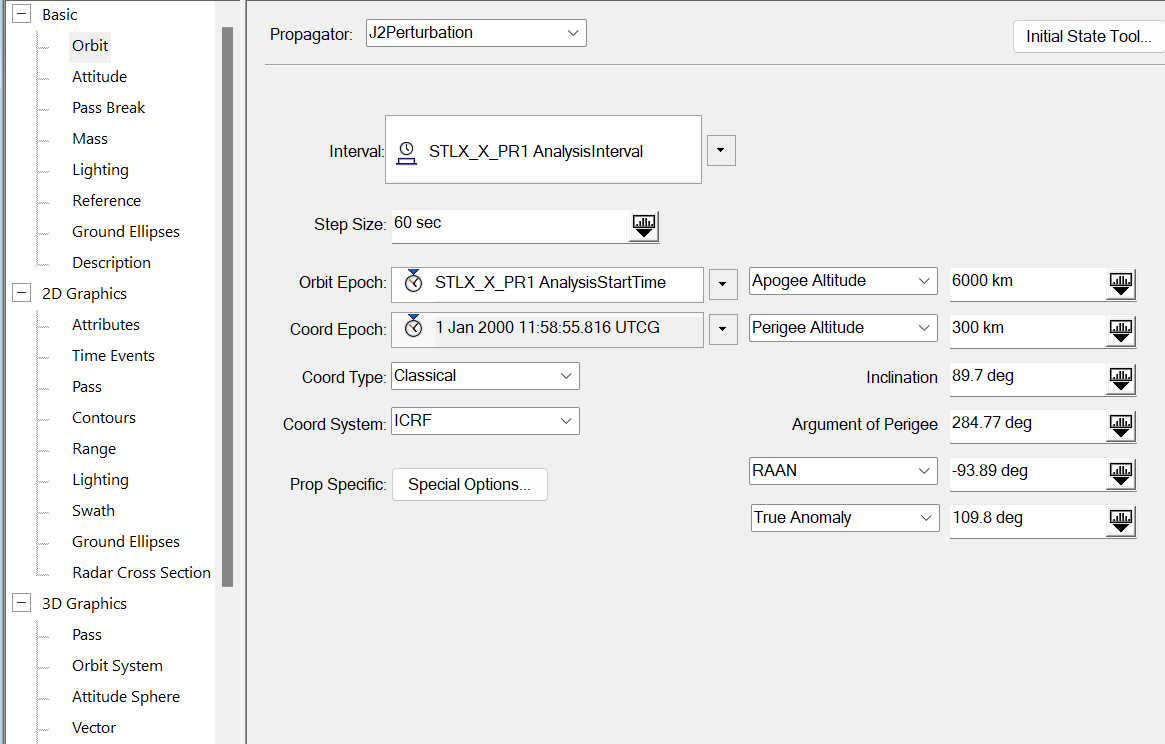 Basic
Orbit
Attitude
Pass Break
Mass
Lighting
Reference
Ground Ellipses
Description
2D Graphics
Attributes
Time Events
Pass
Contours
Range
Lighting
Swath
Ground Ellipses
Radar Cross Section
3D Graphics
Pass
Orbit System
Attitude Sphere
Vector
Propagator: J2Perturbation
Initial State Tool...
Interval: STLX_X_PR1 AnalysisInterval
Step Size: 60 sec
Orbit Epoch: STLX_X_PR1 AnalysisStartTime
Apogee Altitude 6000 km
Coord Epoch: 1 Jan 2000 11:58:55.816 UTCG
Perigee Altitude 300 km
Coord Type: Classical
Inclination 89.7 deg
Coord System: ICRF
Argument of Perigee 284.77 deg
Prop Specific: Special Options...
RAAN -93.89 deg
True Anomaly 109.8 deg